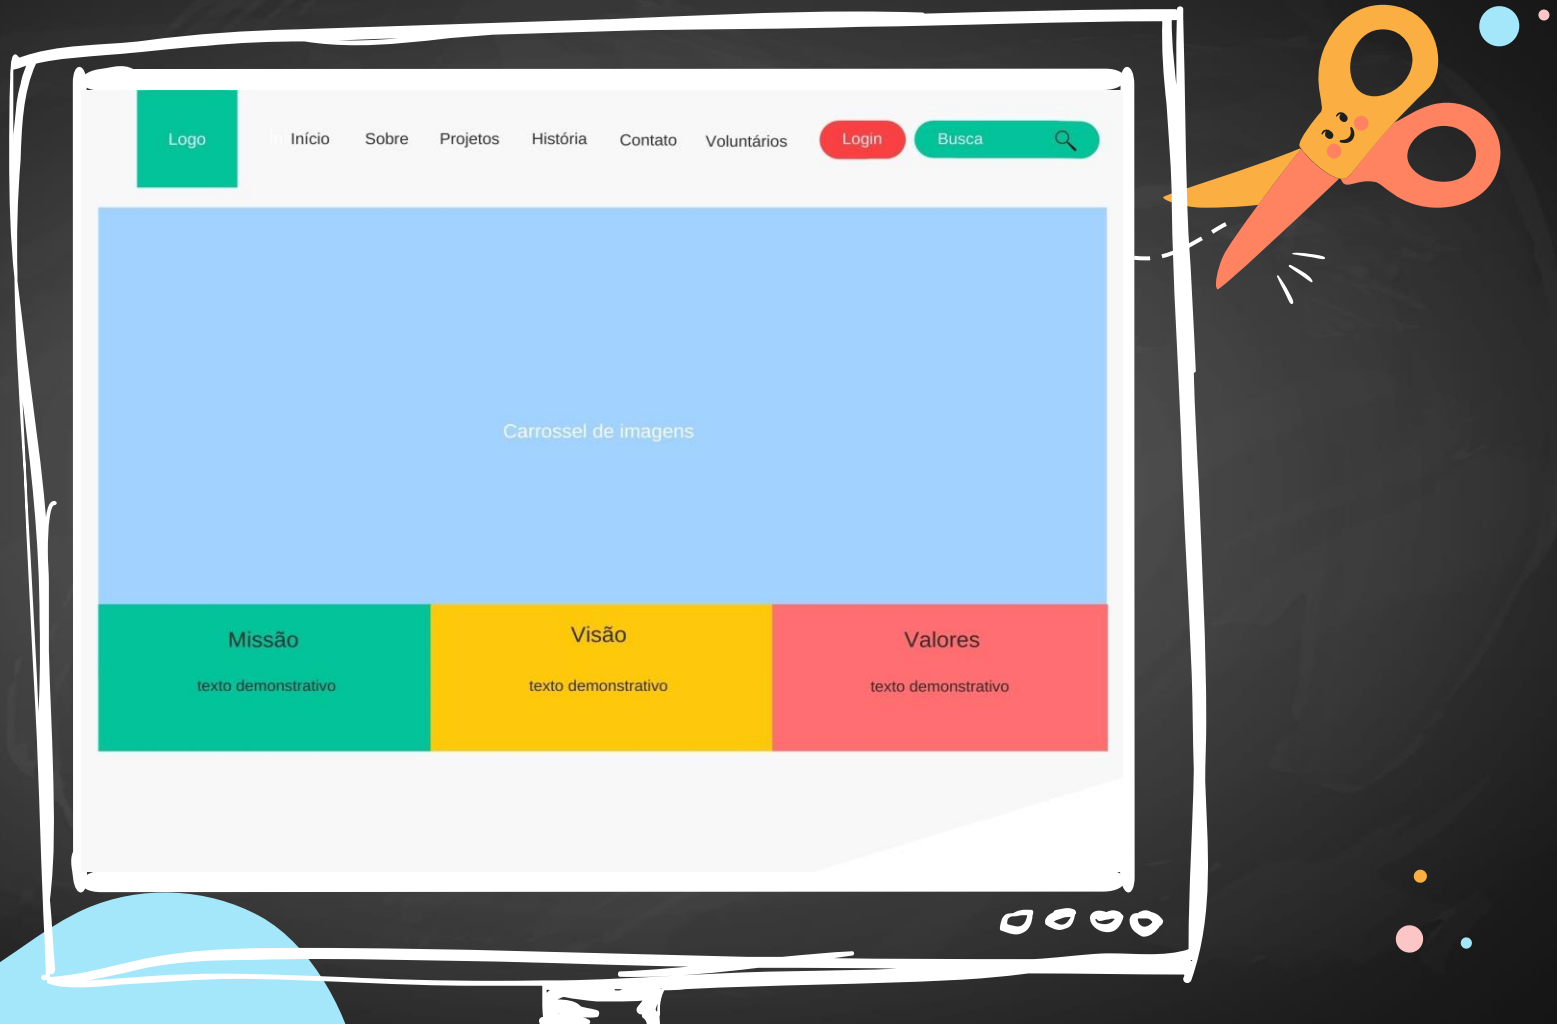 Logo
Início
Sobre
Projetos
História
Contato
Voluntários
Login
Busca
Carrossel de imagens
Missão
texto demonstrativo
Visão
texto demonstrativo
Valores
texto demonstrativo